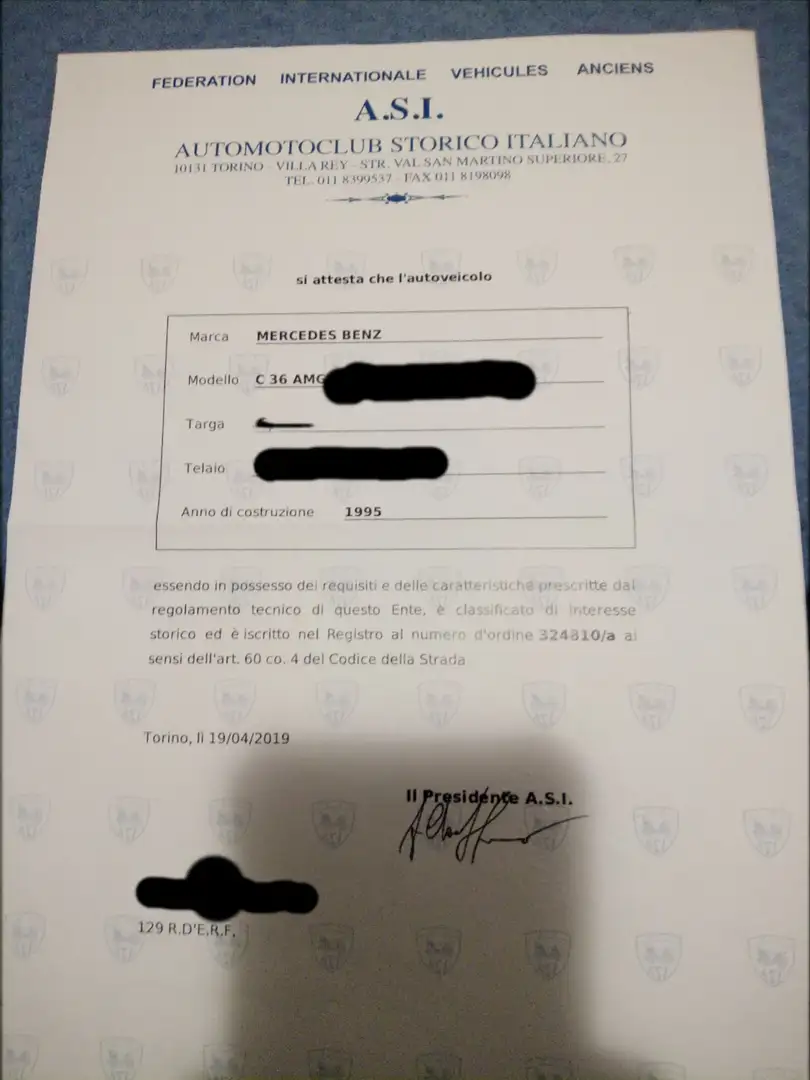 FEDERATION INTERNATIONALE VEHICULES ANCIENS
A.S.I.
AUTOMOTOCLUB STORICO ITALIANO
10131 TORINO - VILLA REY - STR. VAL SAN MARTINO SUPERIORE, 27
TEL. 011 8399537 - FAX 011 8198098
si attesta che l'autoveicolo
Marca MERCEDES BENZ
Modello C 36 AMG
Targa
Telaio
Anno di costruzione 1995
essendo in possesso dei requisiti e delle caratteristiche prescritte dal
regolamento tecnico di questo Ente, è classificato di interesse
storico ed è iscritto nel Registro al numero d'ordine 324810/a ai
sensi dell'art. 60 co. 4 del Codice della Strada
Torino, lì 19/04/2019
Il Presidente A.S.I.
129 R.D'E.R.F.